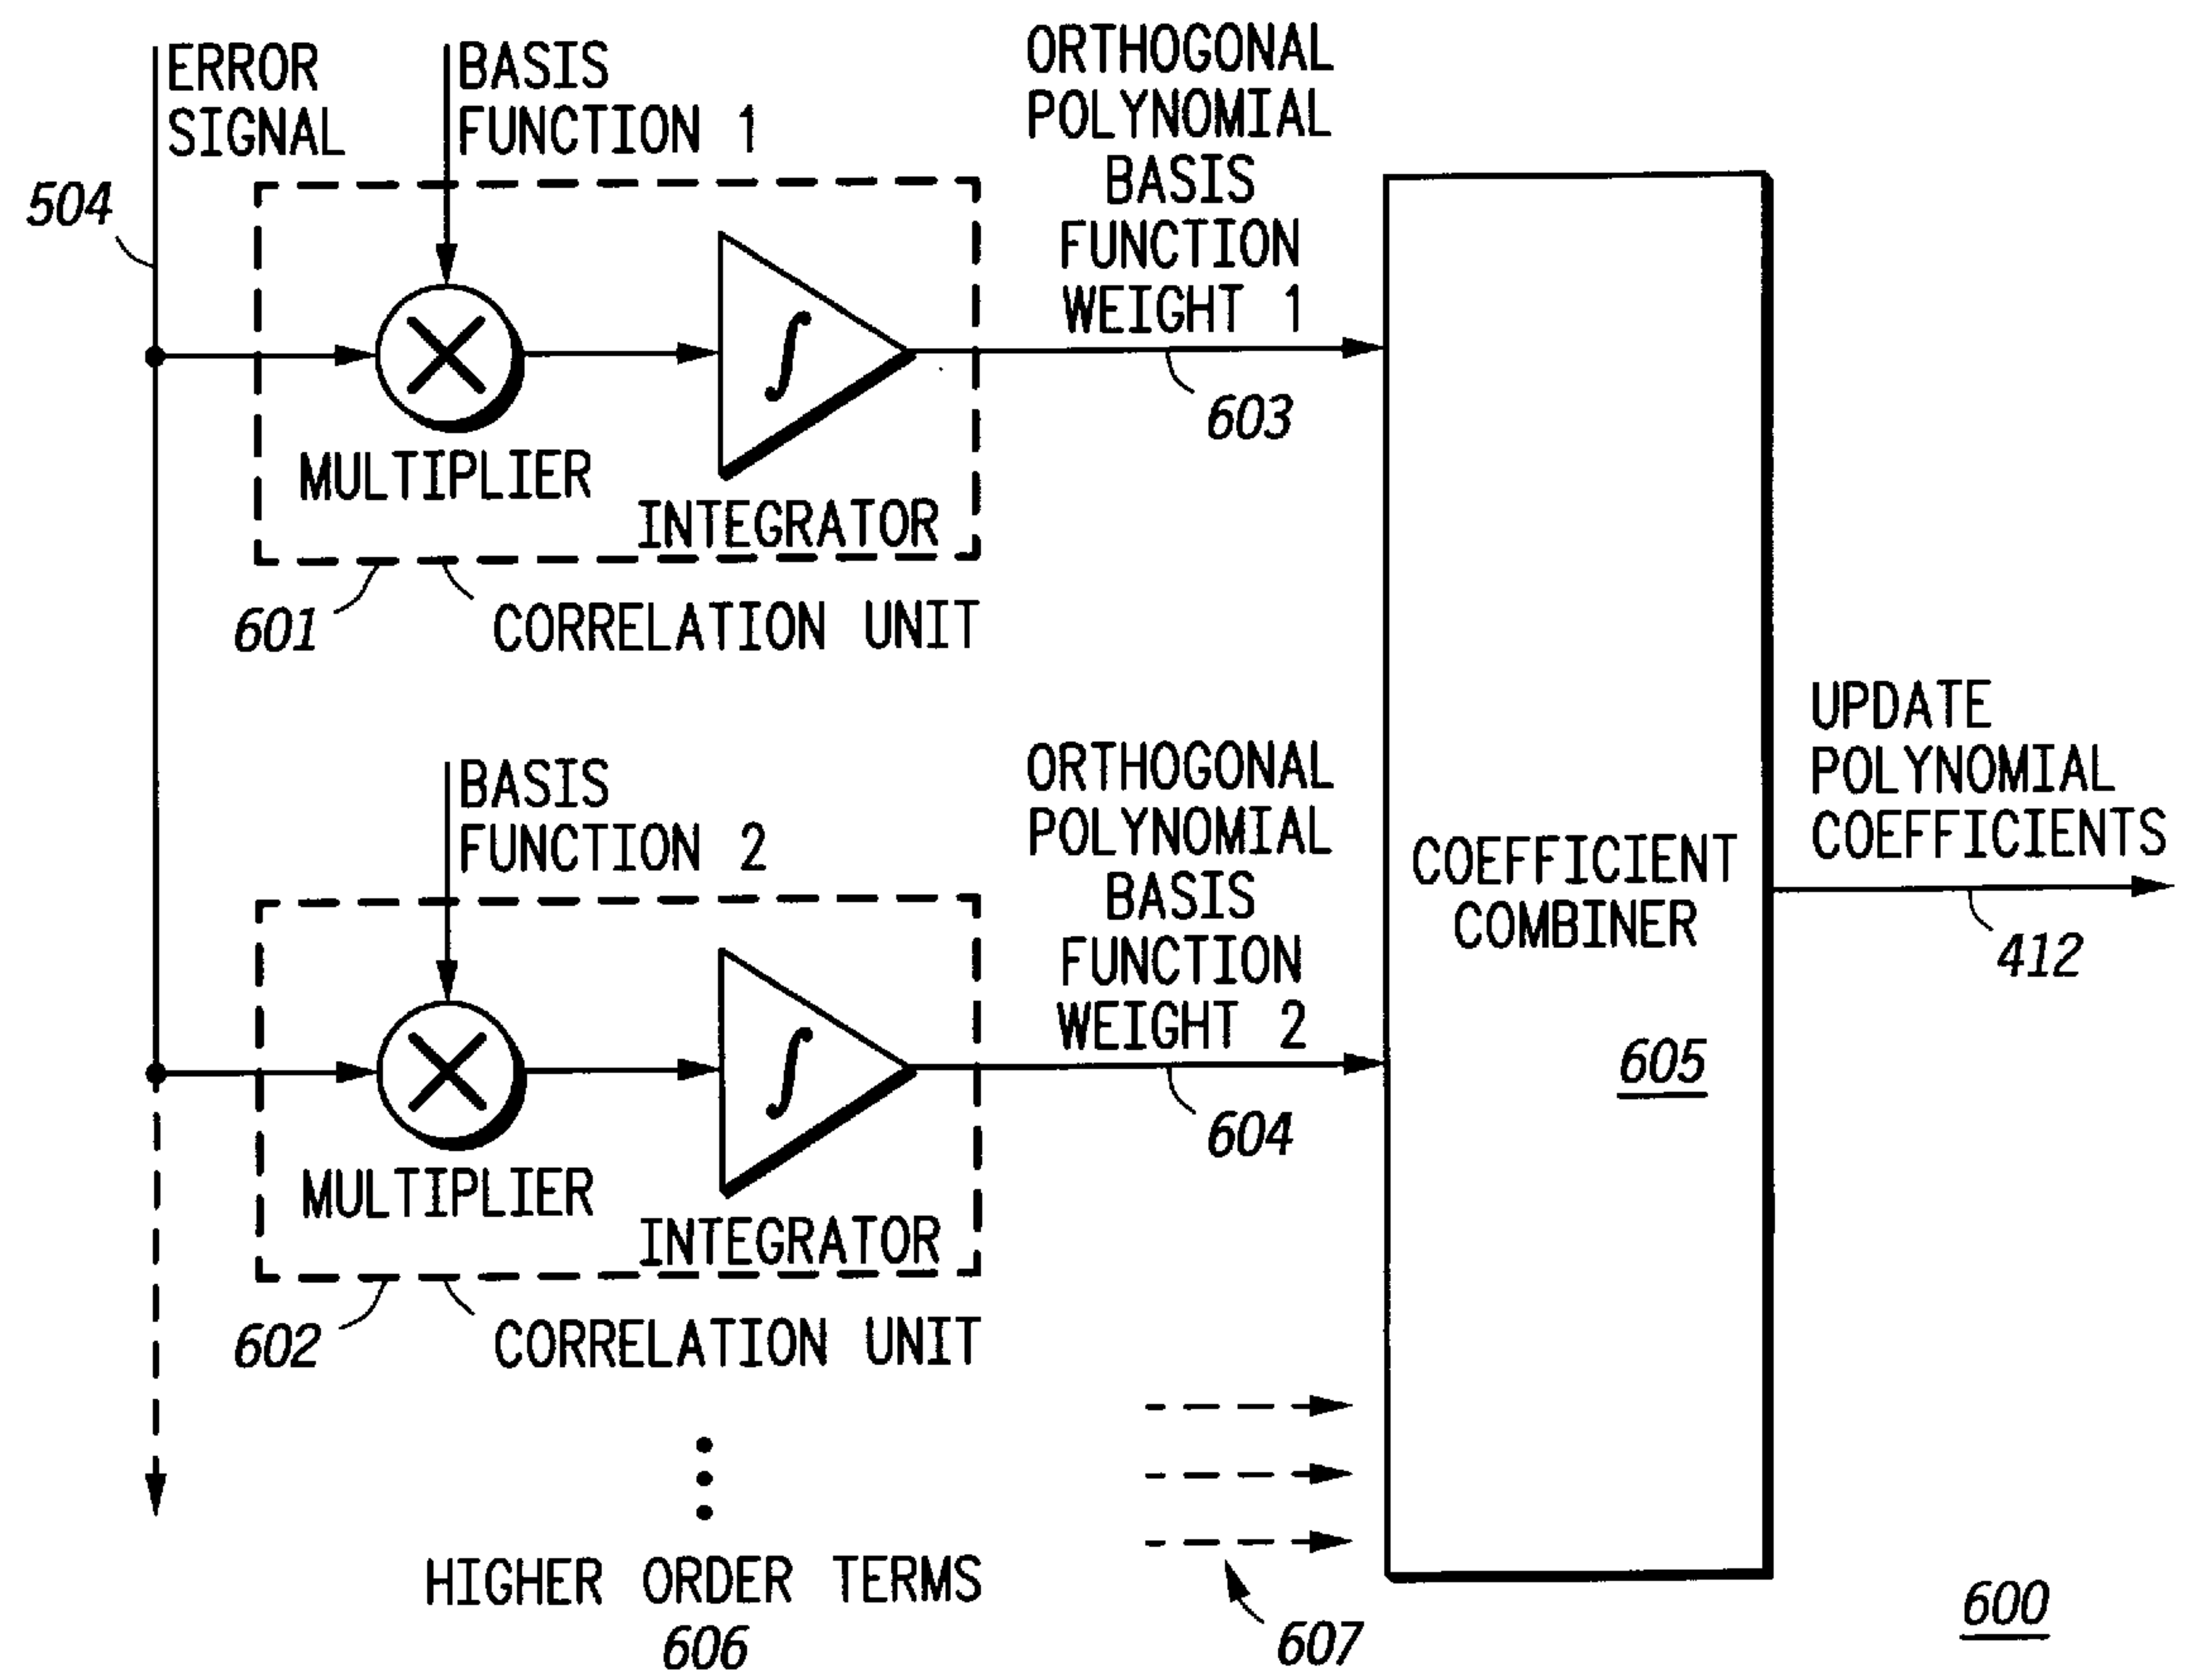 ERROR
SIGNAL
BASIS
FUNCTION 1
ORTHOGONAL
POLYNOMIAL
BASIS
FUNCTION
WEIGHT 1
504
603
MULTIPLIER
INTEGRATOR
601
CORRELATION UNIT
BASIS
FUNCTION 2
ORTHOGONAL
POLYNOMIAL
BASIS
FUNCTION
WEIGHT 2
UPDATE
POLYNOMIAL
COEFFICIENTS
COEFFICIENT
COMBINER
605
412
604
MULTIPLIER
INTEGRATOR
602
CORRELATION UNIT
HIGHER ORDER TERMS
606
607
600